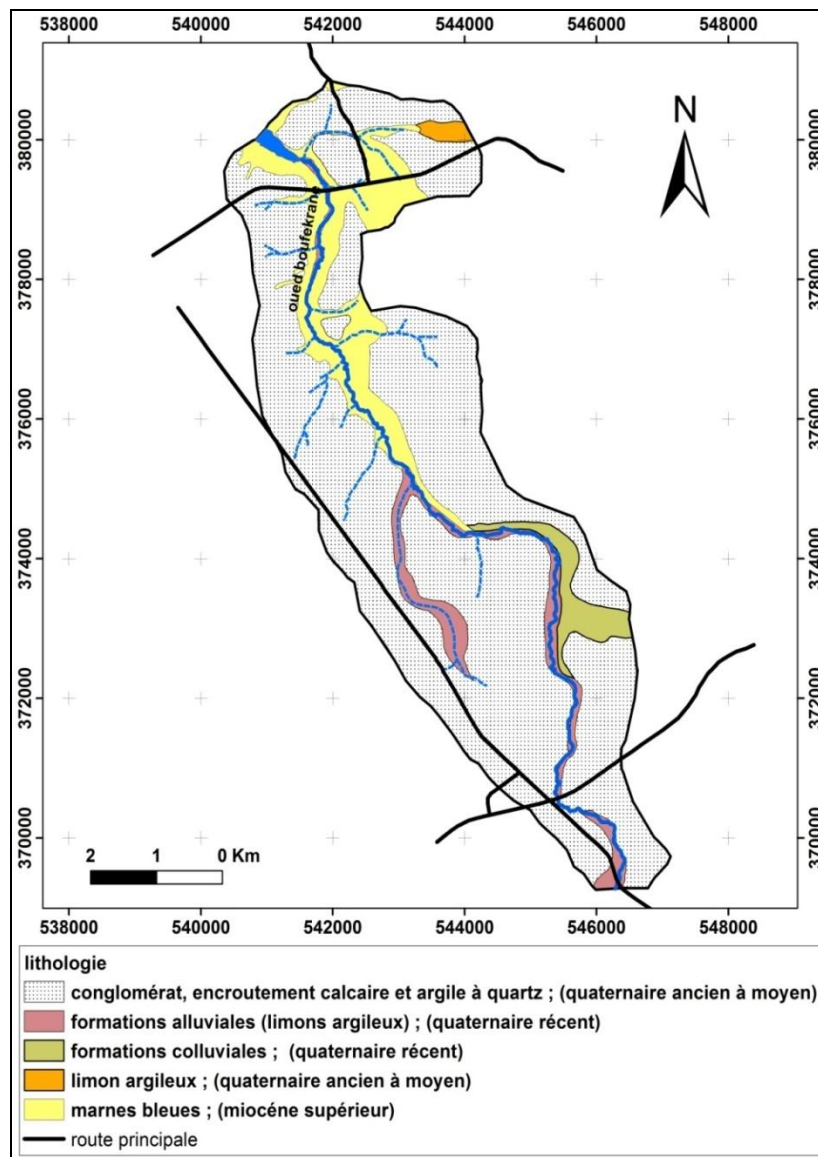 538000 540000 542000 544000 546000 548000
380000 380000
N
oued boufekrane
378000 378000
376000 376000
374000 374000
372000 372000
370000 370000
2 1 0 Km
538000 540000 542000 544000 546000 548000
lithologie
conglomérat, encroutement calcaire et argile à quartz ; (quaternaire ancien à moyen)
formations alluviales (limons argileux) ; (quaternaire récent)
formations colluviales ; (quaternaire récent)
limon argileux ; (quaternaire ancien à moyen)
marnes bleues ; (miocéne supérieur)
route principale